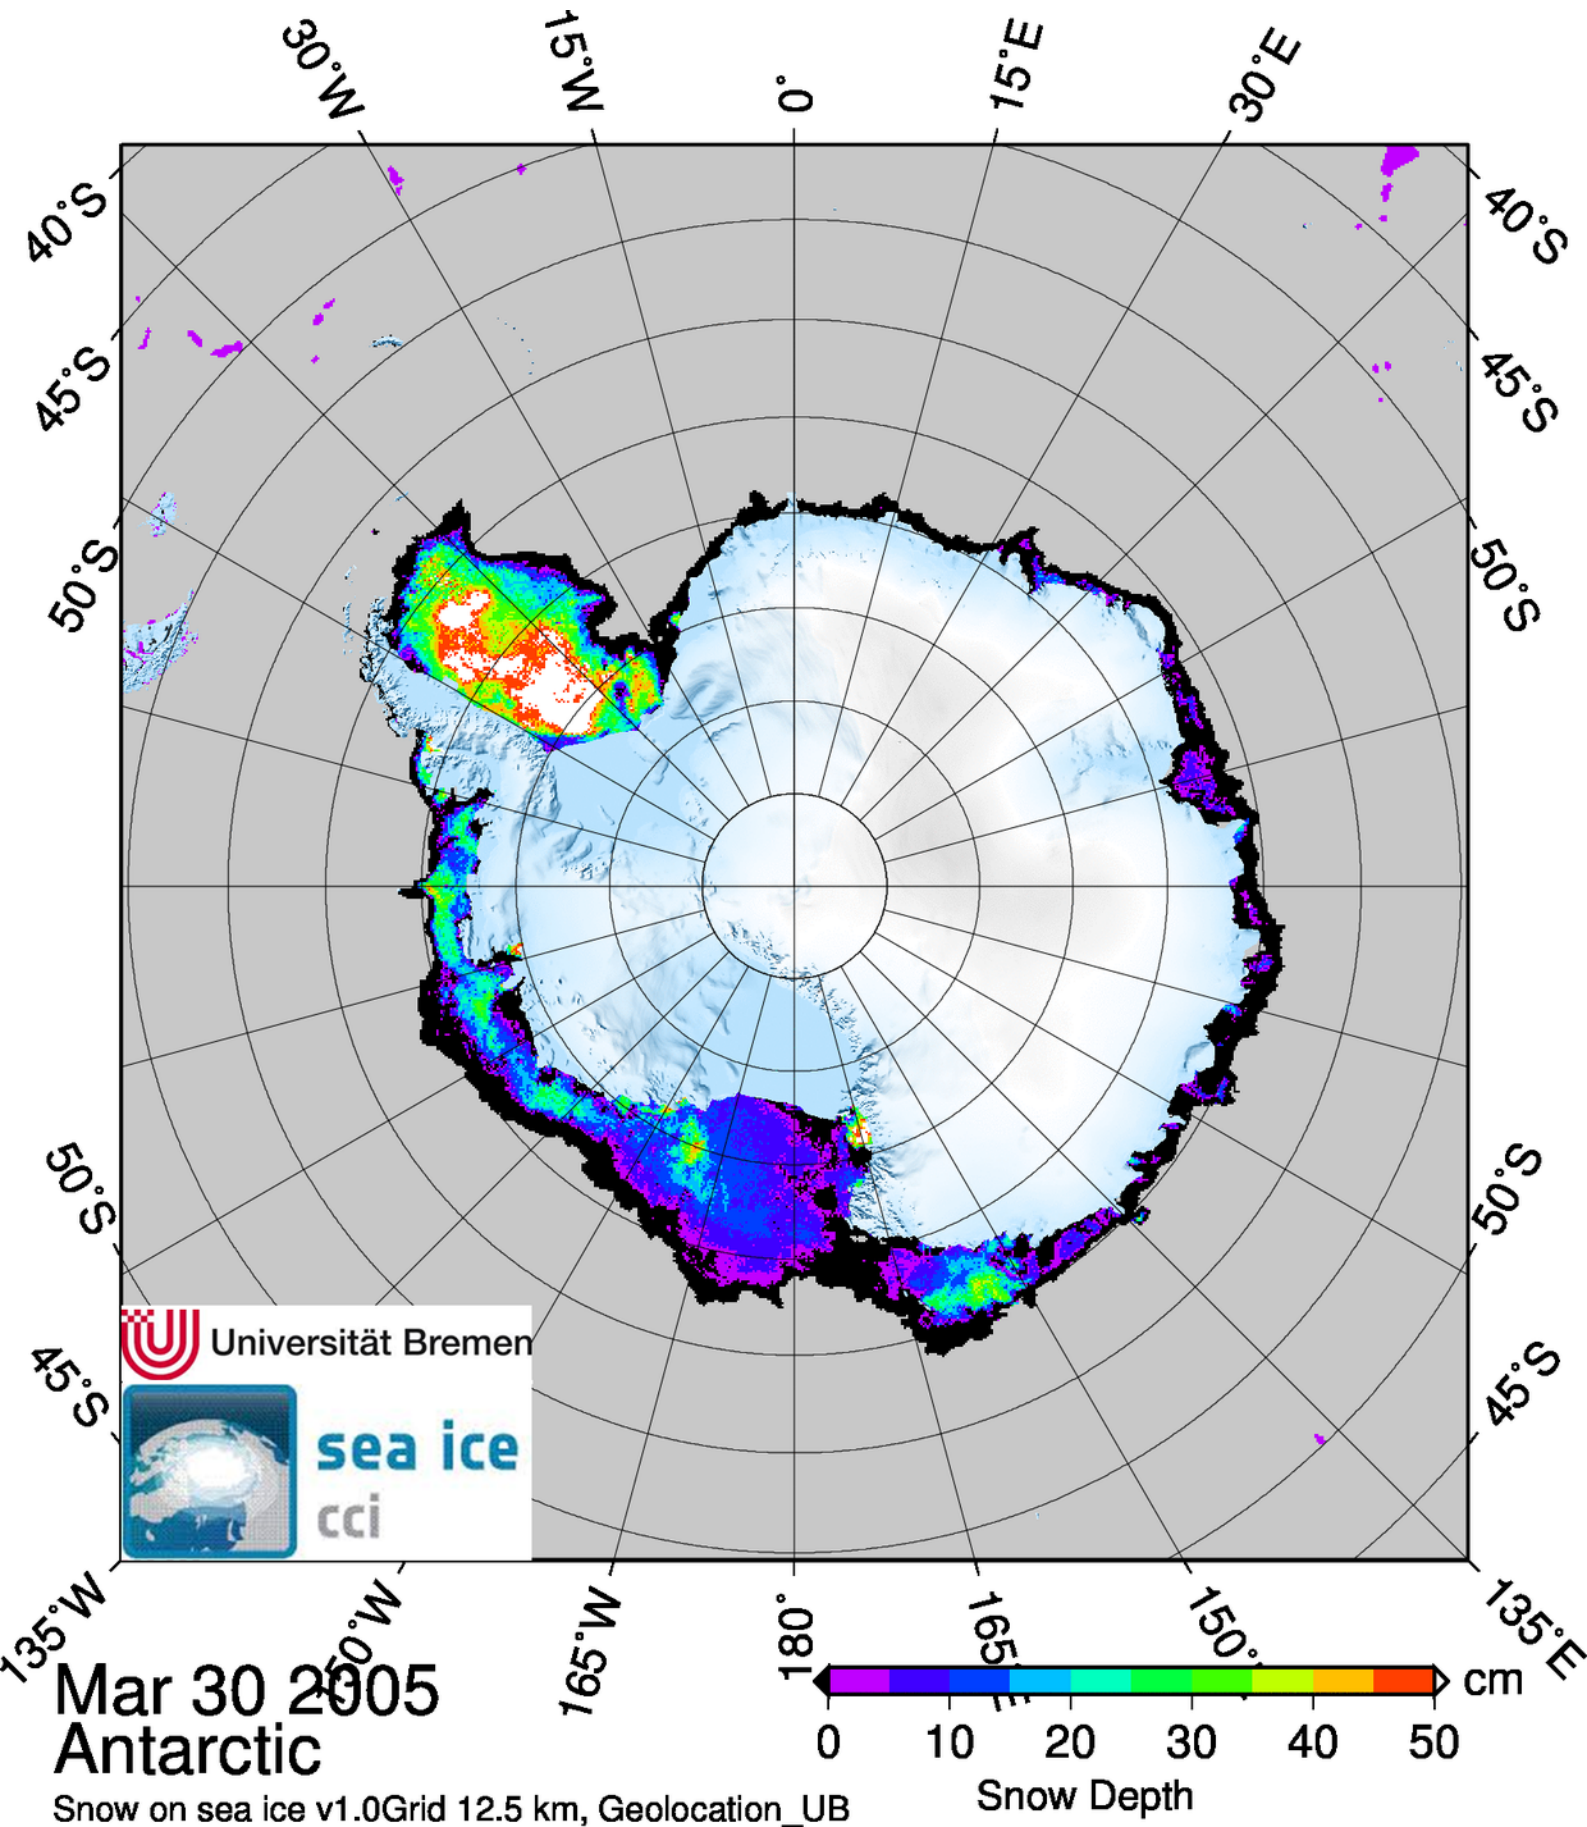 30°W 15°W 0° 15°E 30°E
40°S 40°S
45°S 45°S
50°S 50°S
50°S 50°S
45°S 45°S
Universität Bremen
sea ice
cci
135°W 165°W 180° 165°E 150° 135°E
Mar 30 2005
Antarctic
Snow on sea ice v1.0Grid 12.5 km, Geolocation_UB
cm
0 10 20 30 40 50
Snow Depth